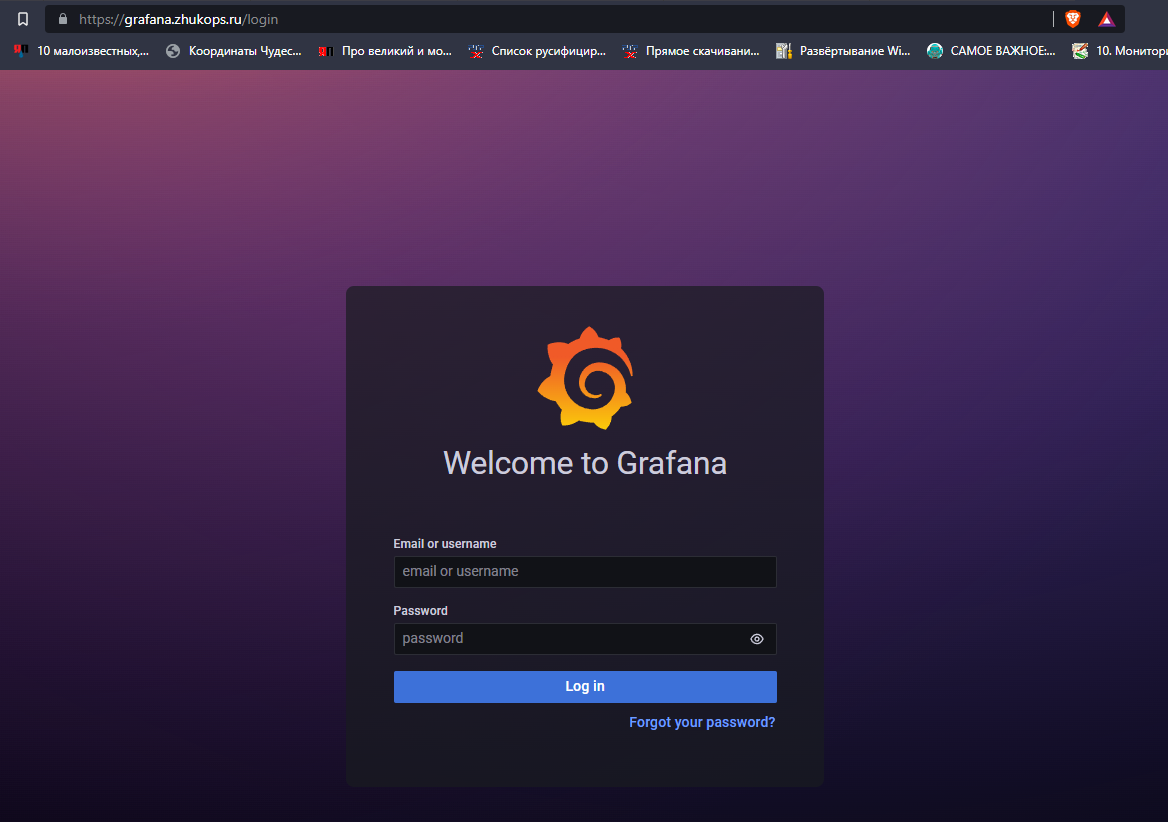 https://grafana.zhukops.ru/login
10 малоизвестных,... Координаты Чудес... Про великий и мо... Список русифицир... Прямое скачивани... Развёртывание Wi... САМОЕ ВАЖНОЕ:... 10. Монитори
Welcome to Grafana
Email or username
email or username
Password
password
Log in
Forgot your password?